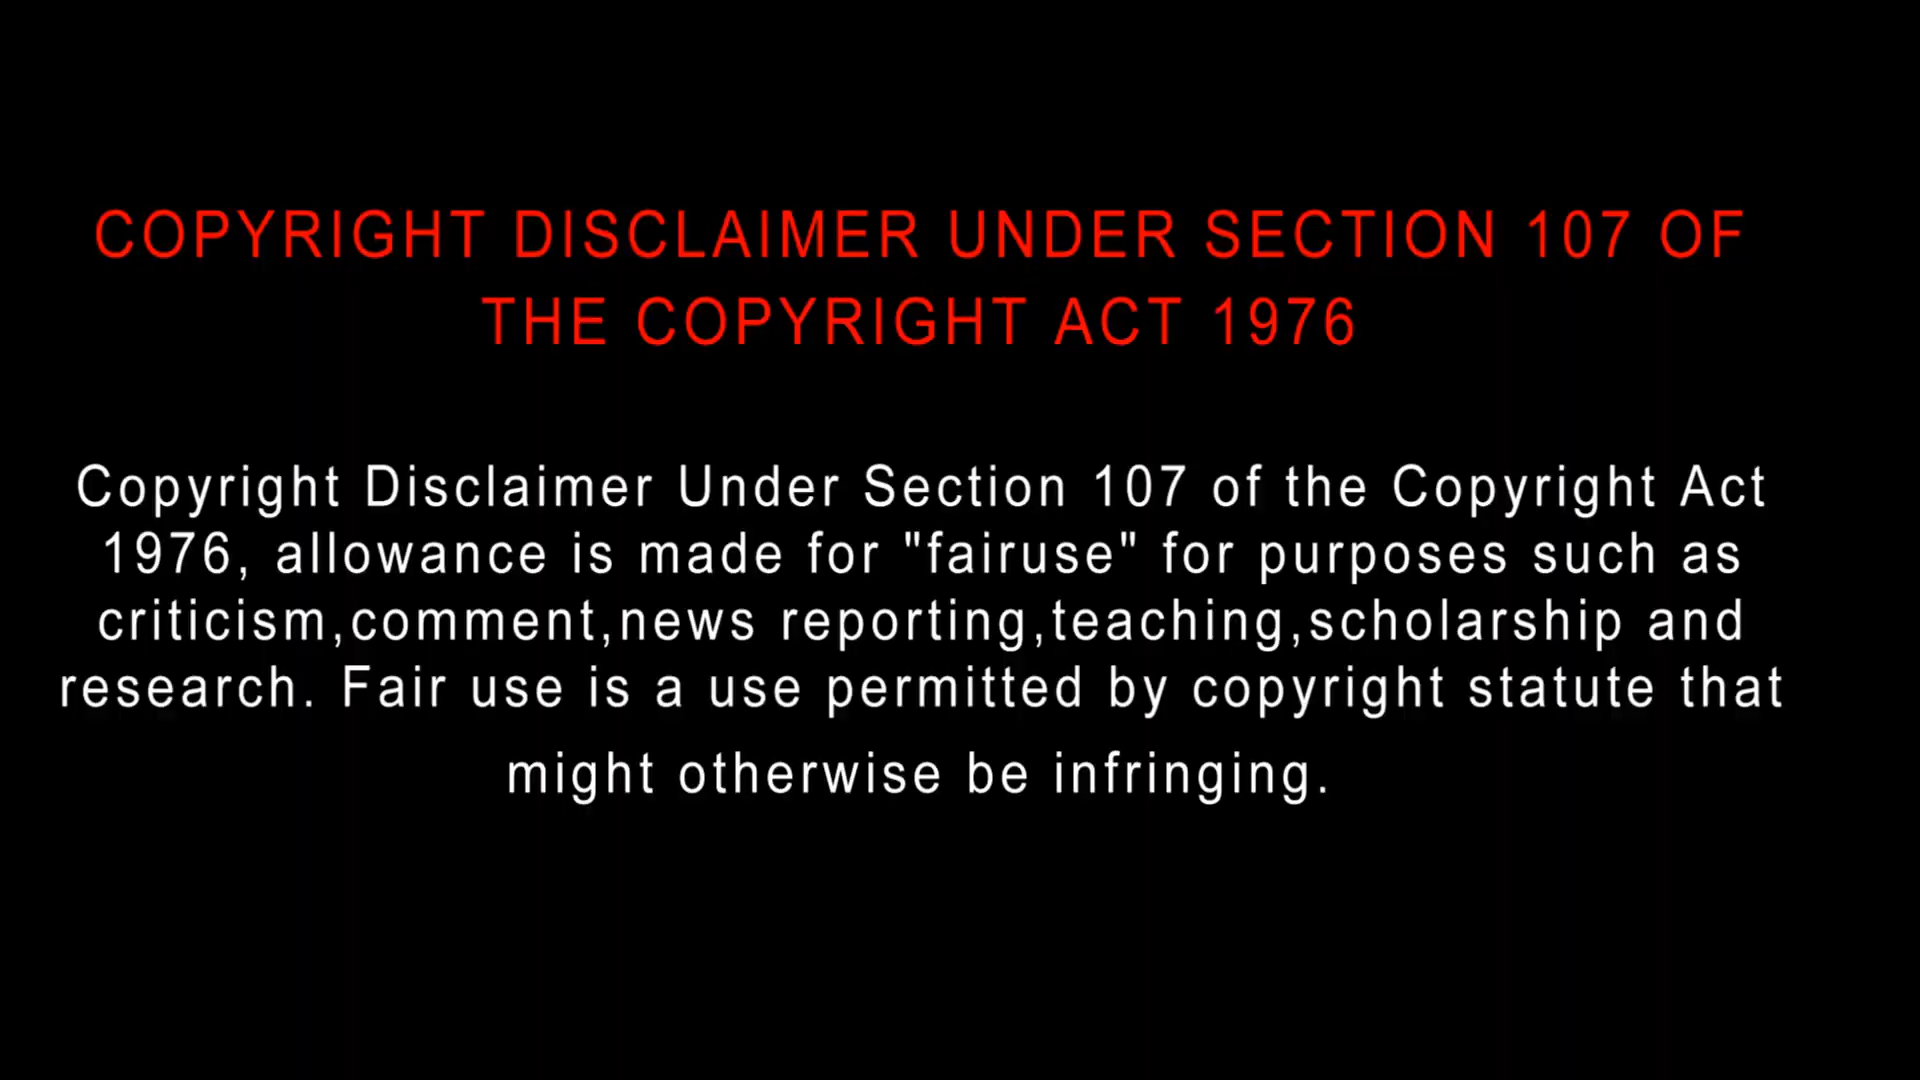 COPYRIGHT DISCLAIMER UNDER SECTION 107 OF
THE COPYRIGHT ACT 1976
Copyright Disclaimer Under Section 107 of the Copyright Act
1976, allowance is made for "fairuse" for purposes such as
criticism,comment,news reporting,teaching,scholarship and
research. Fair use is a use permitted by copyright statute that
might otherwise be infringing.